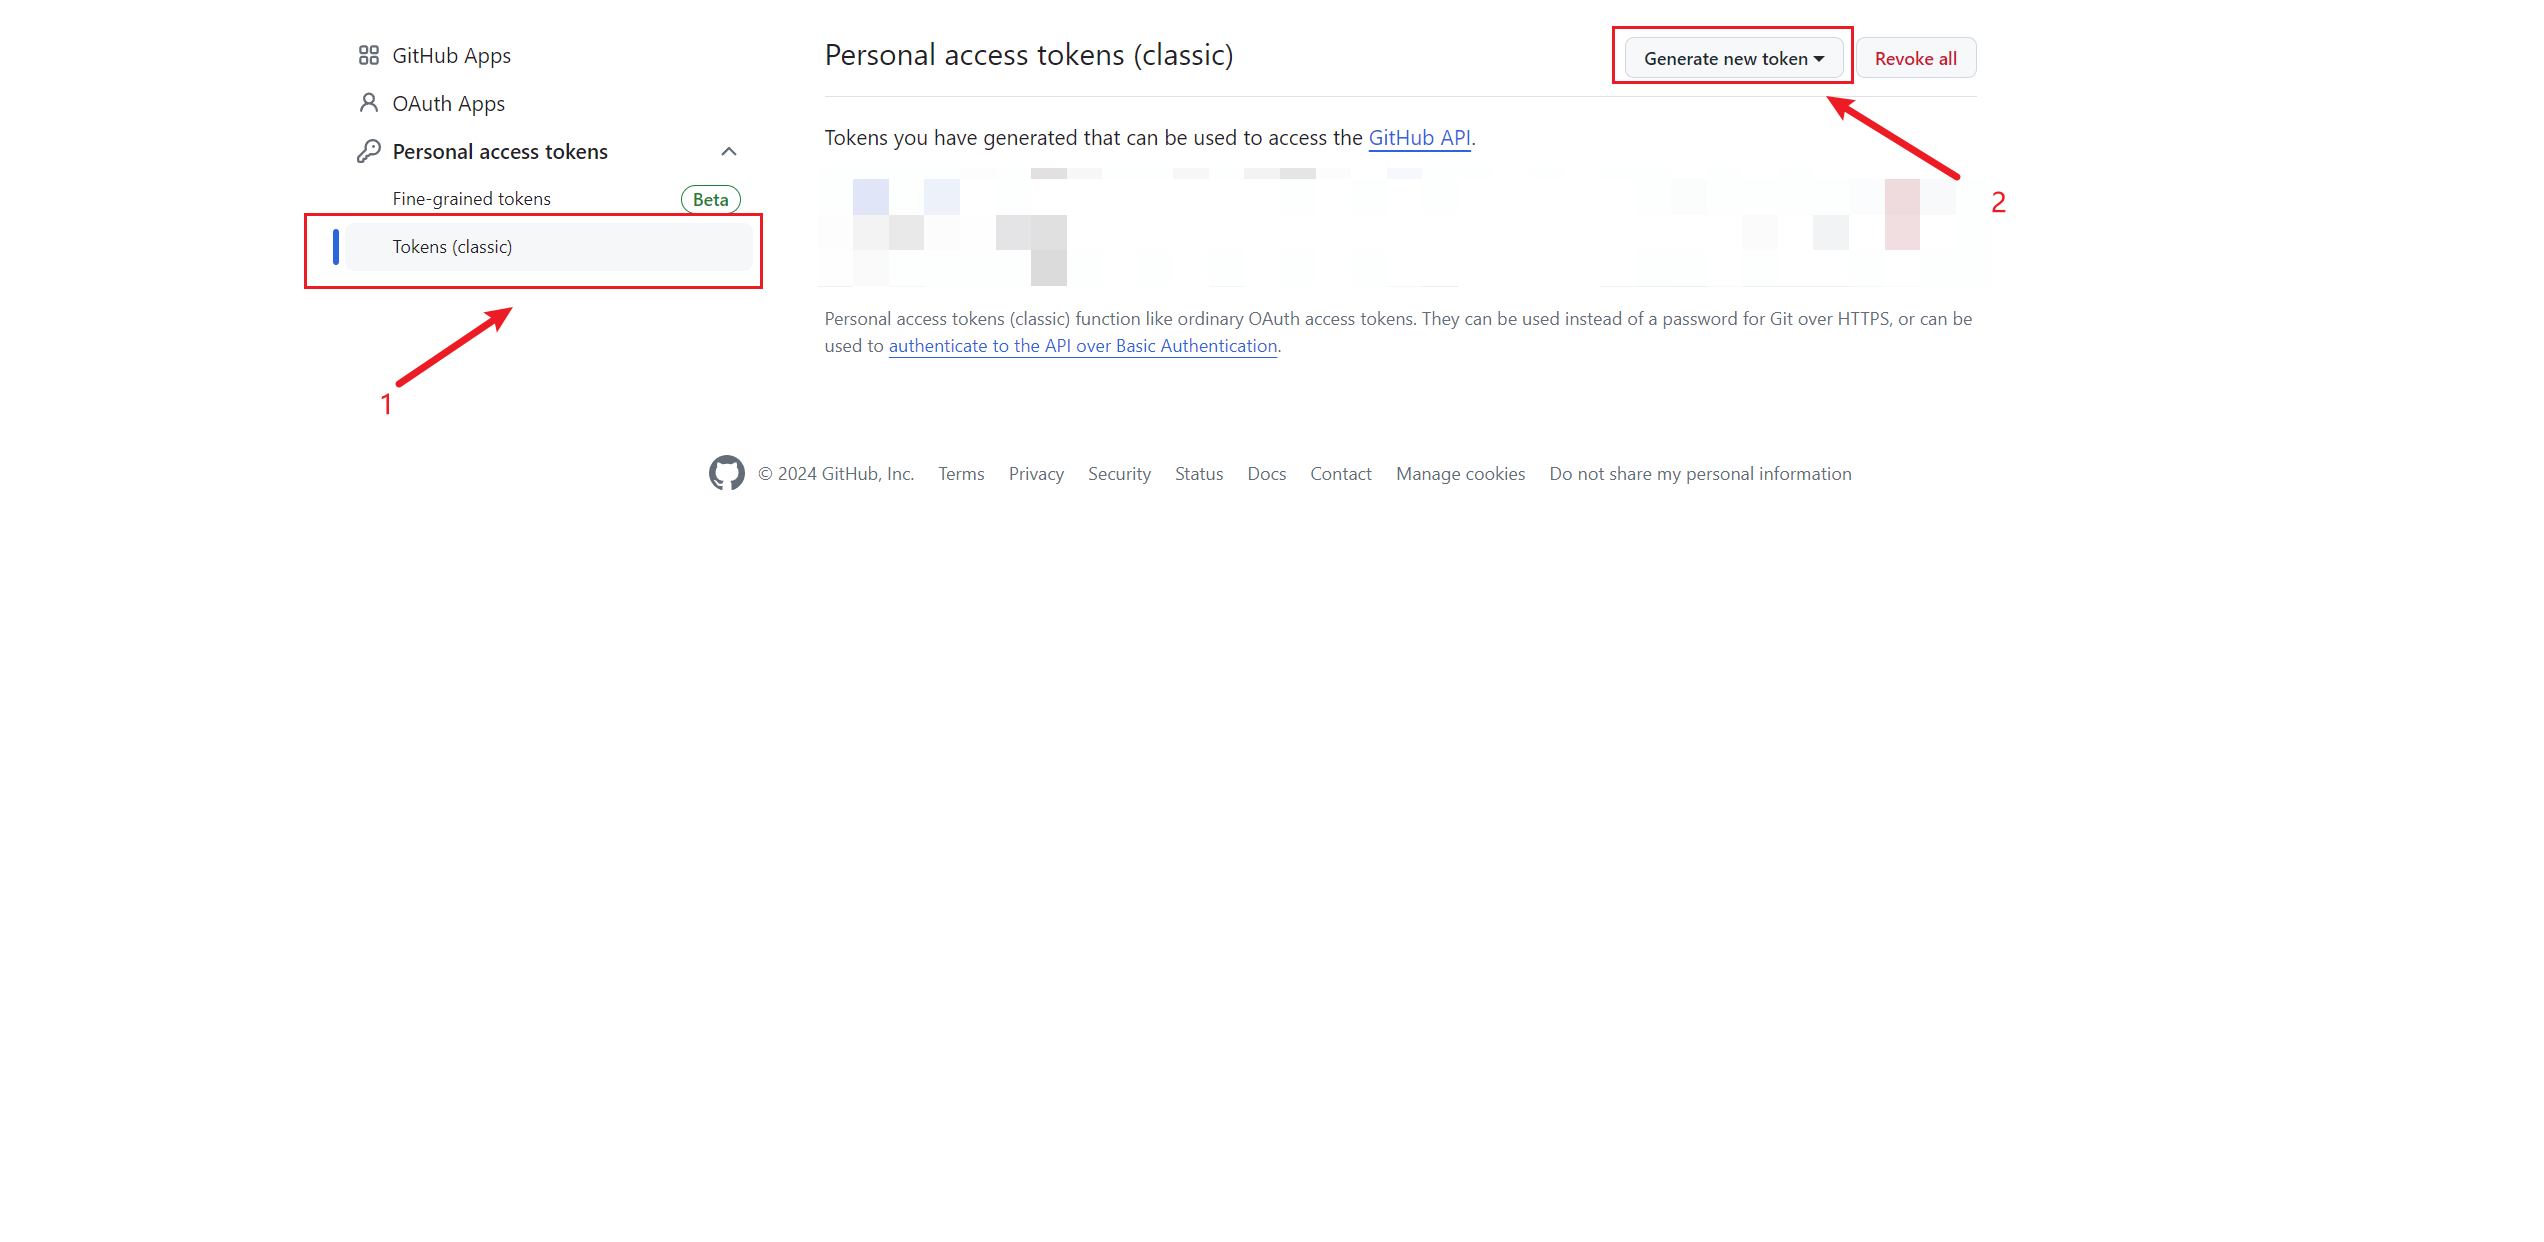 GitHub Apps
OAuth Apps
Personal access tokens
Fine-grained tokens Beta
Tokens (classic)
1
Personal access tokens (classic)
Generate new token
Revoke all
2
Tokens you have generated that can be used to access the GitHub API.
Personal access tokens (classic) function like ordinary OAuth access tokens. They can be used instead of a password for Git over HTTPS, or can be
used to authenticate to the API over Basic Authentication.
© 2024 GitHub, Inc. Terms Privacy Security Status Docs Contact Manage cookies Do not share my personal information